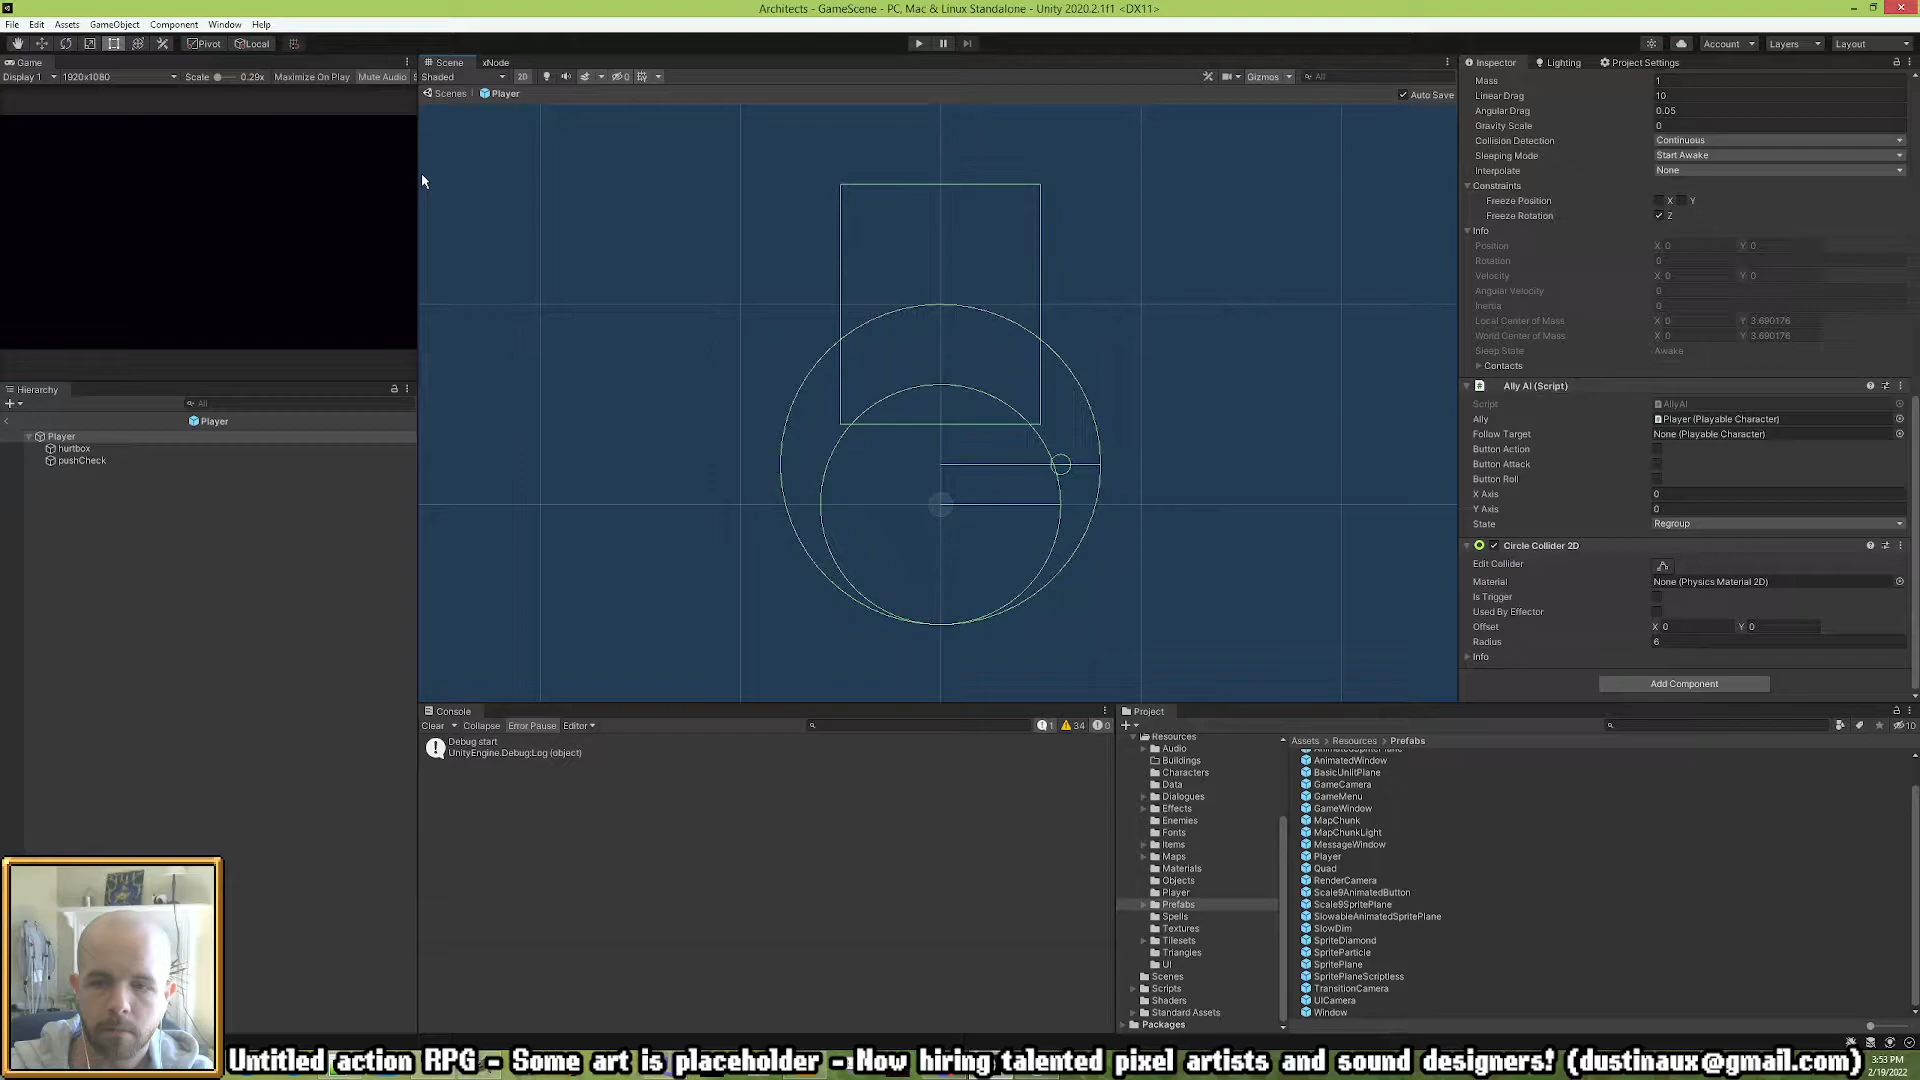 Architects - GameScene - PC, Mac & Linux Standalone - Unity 2020.2.1f1 <DX11>
File Edit Assets GameObject Component Window Help
Pivot Local Account Layers Layout
Game
Display 1 1920x1080 Scale 0.29x Maximize On Play Mute Audio S
Scene xNode
Shaded 2D 0 Gizmos All
Scenes Player Auto Save
Hierarchy
All
Player
Player
hurtbox
pushCheck
Inspector Lighting Project Settings
Mass 1
Linear Drag 10
Angular Drag 0.05
Gravity Scale 0
Collision Detection Continuous
Sleeping Mode Start Awake
Interpolate None
Constraints
Freeze Position X Y
Freeze Rotation Z
Info
Position X 0 Y 0
Rotation 0
Velocity X 0 Y 0
Angular Velocity 0
Inertia 0
Local Center of Mass X 0 Y 3.690176
World Center of Mass X 0 Y 3.690176
Sleep State Awake
Contacts
Ally AI (Script)
Script AllyAI
Ally Player (Playable Character)
Follow Target None (Playable Character)
Button Action
Button Attack
Button Roll
X Axis 0
Y Axis 0
State Regroup
Circle Collider 2D
Edit Collider
Material None (Physics Material 2D)
Is Trigger
Used By Effector
Offset X 0 Y 0
Radius 6
Info
Add Component
Console
Clear Collapse Error Pause Editor 1 34 0
Debug start
UnityEngine.Debug:Log (object)
Project
10
Resources
Audio
Buildings
Characters
Data
Dialogues
Effects
Enemies
Fonts
Items
Maps
Materials
Objects
Player
Prefabs
Spells
Textures
Tilesets
Triangles
UI
Scenes
Scripts
Shaders
Standard Assets
Packages
Assets Resources Prefabs
AnimatedSpritePlane
AnimatedWindow
BasicUnlitPlane
GameCamera
GameMenu
GameWindow
MapChunk
MapChunkLight
MessageWindow
Player
Quad
RenderCamera
Scale9AnimatedButton
Scale9SpritePlane
SlowableAnimatedSpritePlane
SlowDim
SpriteDiamond
SpriteParticle
SpritePlane
SpritePlaneScriptless
TransitionCamera
UICamera
Window
Untitled action RPG - Some art is placeholder - Now hiring talented pixel artists and sound designers! (dustinaux@gmail.com)
3:53 PM
2/19/2022